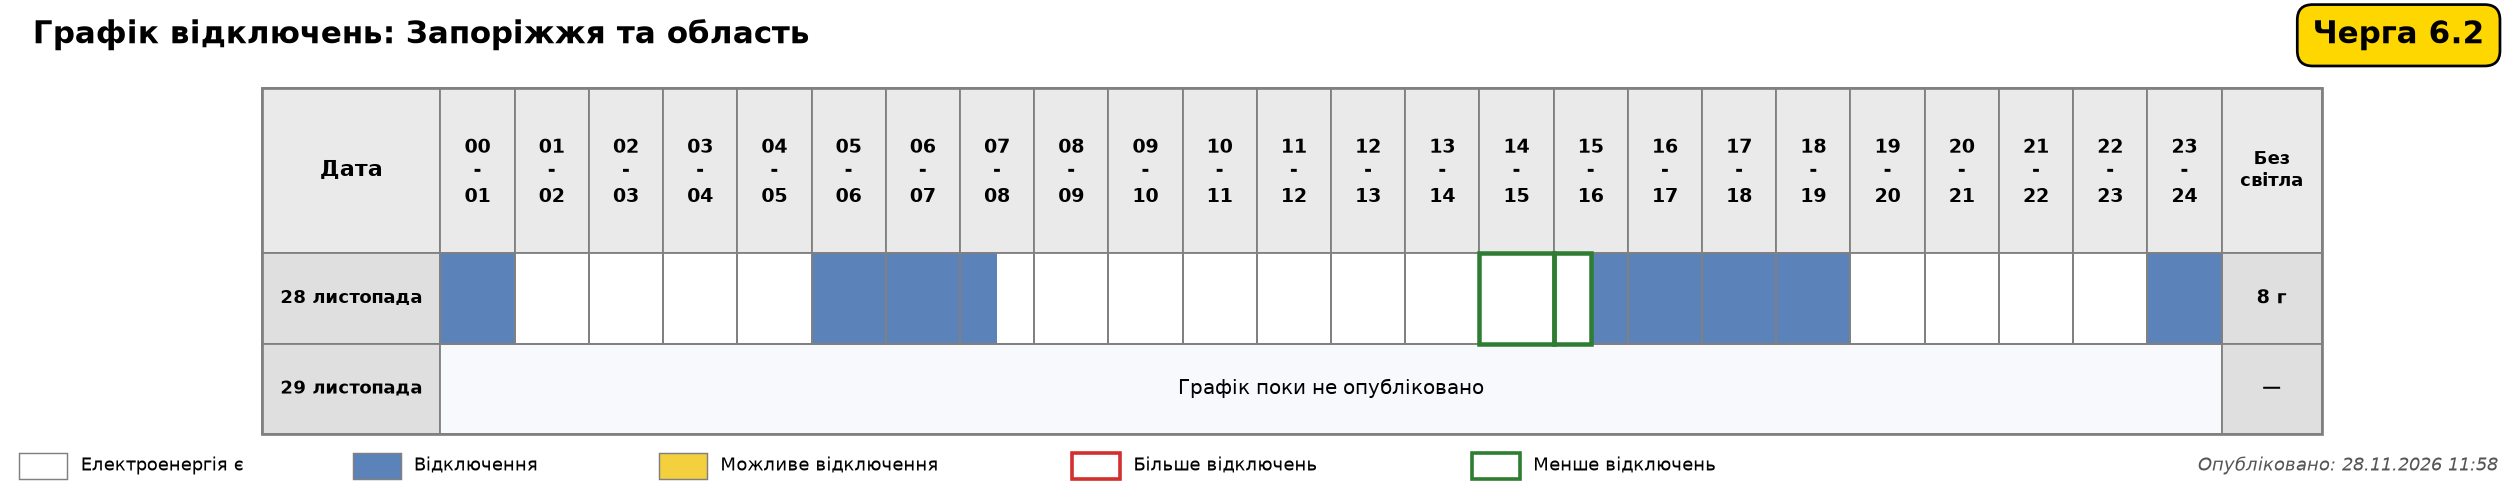 Графік відключень: Запоріжжя та область
Черга 6.2
Дата
00 - 01
01 - 02
02 - 03
03 - 04
04 - 05
05 - 06
06 - 07
07 - 08
08 - 09
09 - 10
10 - 11
11 - 12
12 - 13
13 - 14
14 - 15
15 - 16
16 - 17
17 - 18
18 - 19
19 - 20
20 - 21
21 - 22
22 - 23
23 - 24
Без
світла
28 листопада
8 г
29 листопада
Графік поки не опубліковано
—
Електроенергія є
Відключення
Можливе відключення
Більше відключень
Менше відключень
Опубліковано: 28.11.2026 11:58